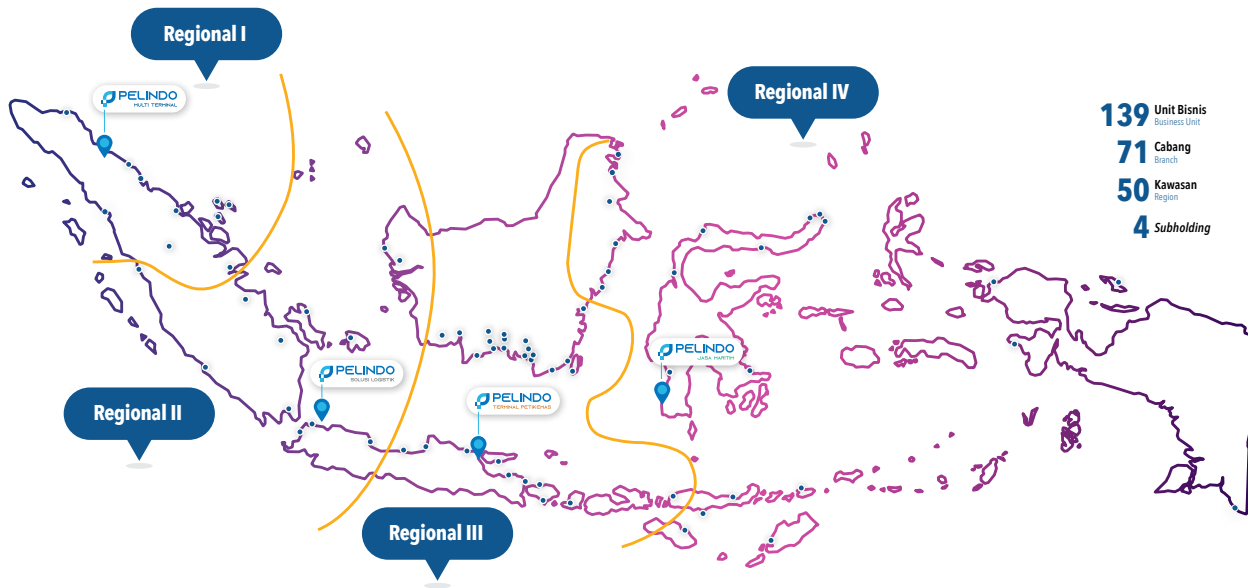 Regional I
PELINDO
MULTI TERMINAL
Regional IV
139 Unit Bisnis
Business Unit
71 Cabang
Branch
50 Kawasan
Region
4 Subholding
PELINDO
JASA MARITIM
PELINDO
SOLUSI LOGISTIK
PELINDO
TERMINAL PETIKEMAS
Regional II
Regional III